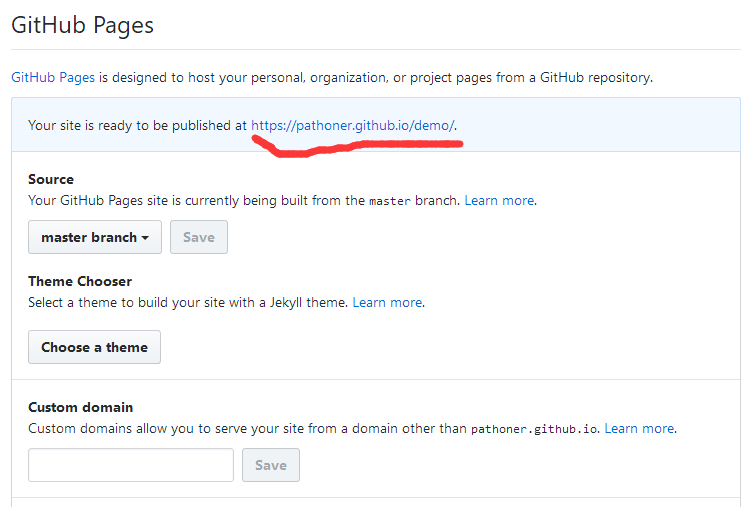 GitHub Pages
GitHub Pages is designed to host your personal, organization, or project pages from a GitHub repository.
Your site is ready to be published at https://pathoner.github.io/demo/.
Source
Your GitHub Pages site is currently being built from the master branch. Learn more.
master branch
Save
Theme Chooser
Select a theme to build your site with a Jekyll theme. Learn more.
Choose a theme
Custom domain
Custom domains allow you to serve your site from a domain other than pathoner.github.io. Learn more.
Save